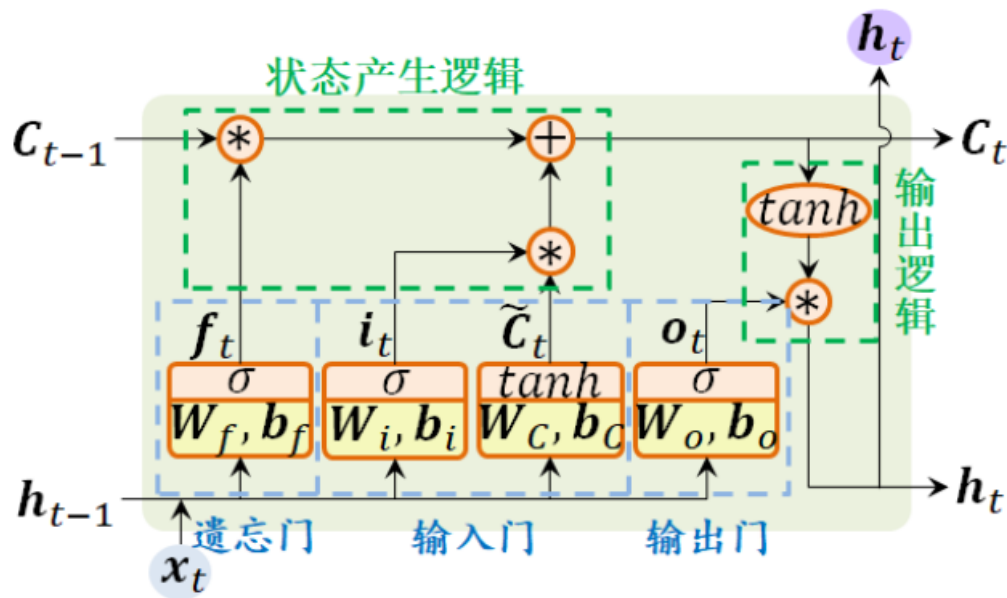 h_t
状态产生逻辑
C_{t-1} * + C_t
tanh
输出逻辑
*
*
f_t i_t C̃_t o_t
σ σ tanh σ
W_f, b_f W_i, b_i W_C, b_C W_o, b_o
h_{t-1} h_t
遗忘门 输入门 输出门
x_t